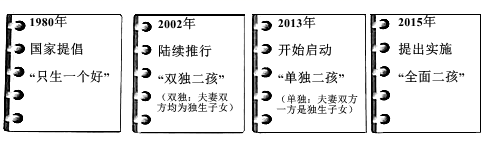 1980年
国家提倡
“只生一个好”
2002年
陆续推行
“双独二孩”
（双独：夫妻双
方均为独生子女）
2013年
开始启动
“单独二孩”
（单独：夫妻双方
一方是独生子女）
2015年
提出实施
“全面二孩”